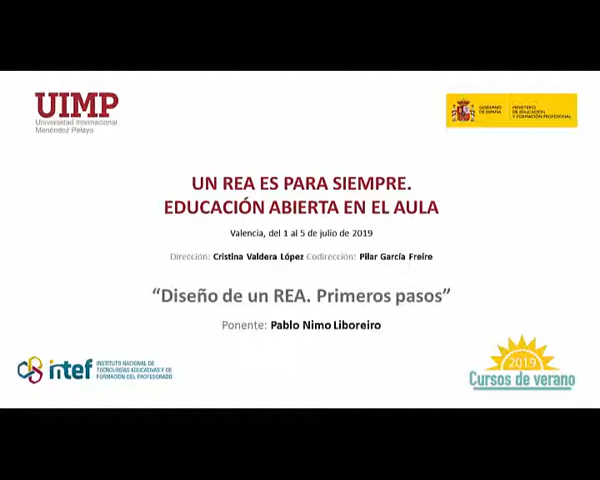 UIMP
Universidad Internacional
Menéndez Pelayo
GOBIERNO
DE ESPAÑA
MINISTERIO
DE EDUCACIÓN
Y FORMACIÓN PROFESIONAL
UN REA ES PARA SIEMPRE.
EDUCACIÓN ABIERTA EN EL AULA
Valencia, del 1 al 5 de julio de 2019
Dirección: Cristina Valdera López Codirección: Pilar García Freire
“Diseño de un REA. Primeros pasos”
Ponente: Pablo Nimo Liboreiro
intef
INSTITUTO NACIONAL DE
TECNOLOGÍAS EDUCATIVAS Y DE
FORMACIÓN DEL PROFESORADO
2019
Cursos de verano